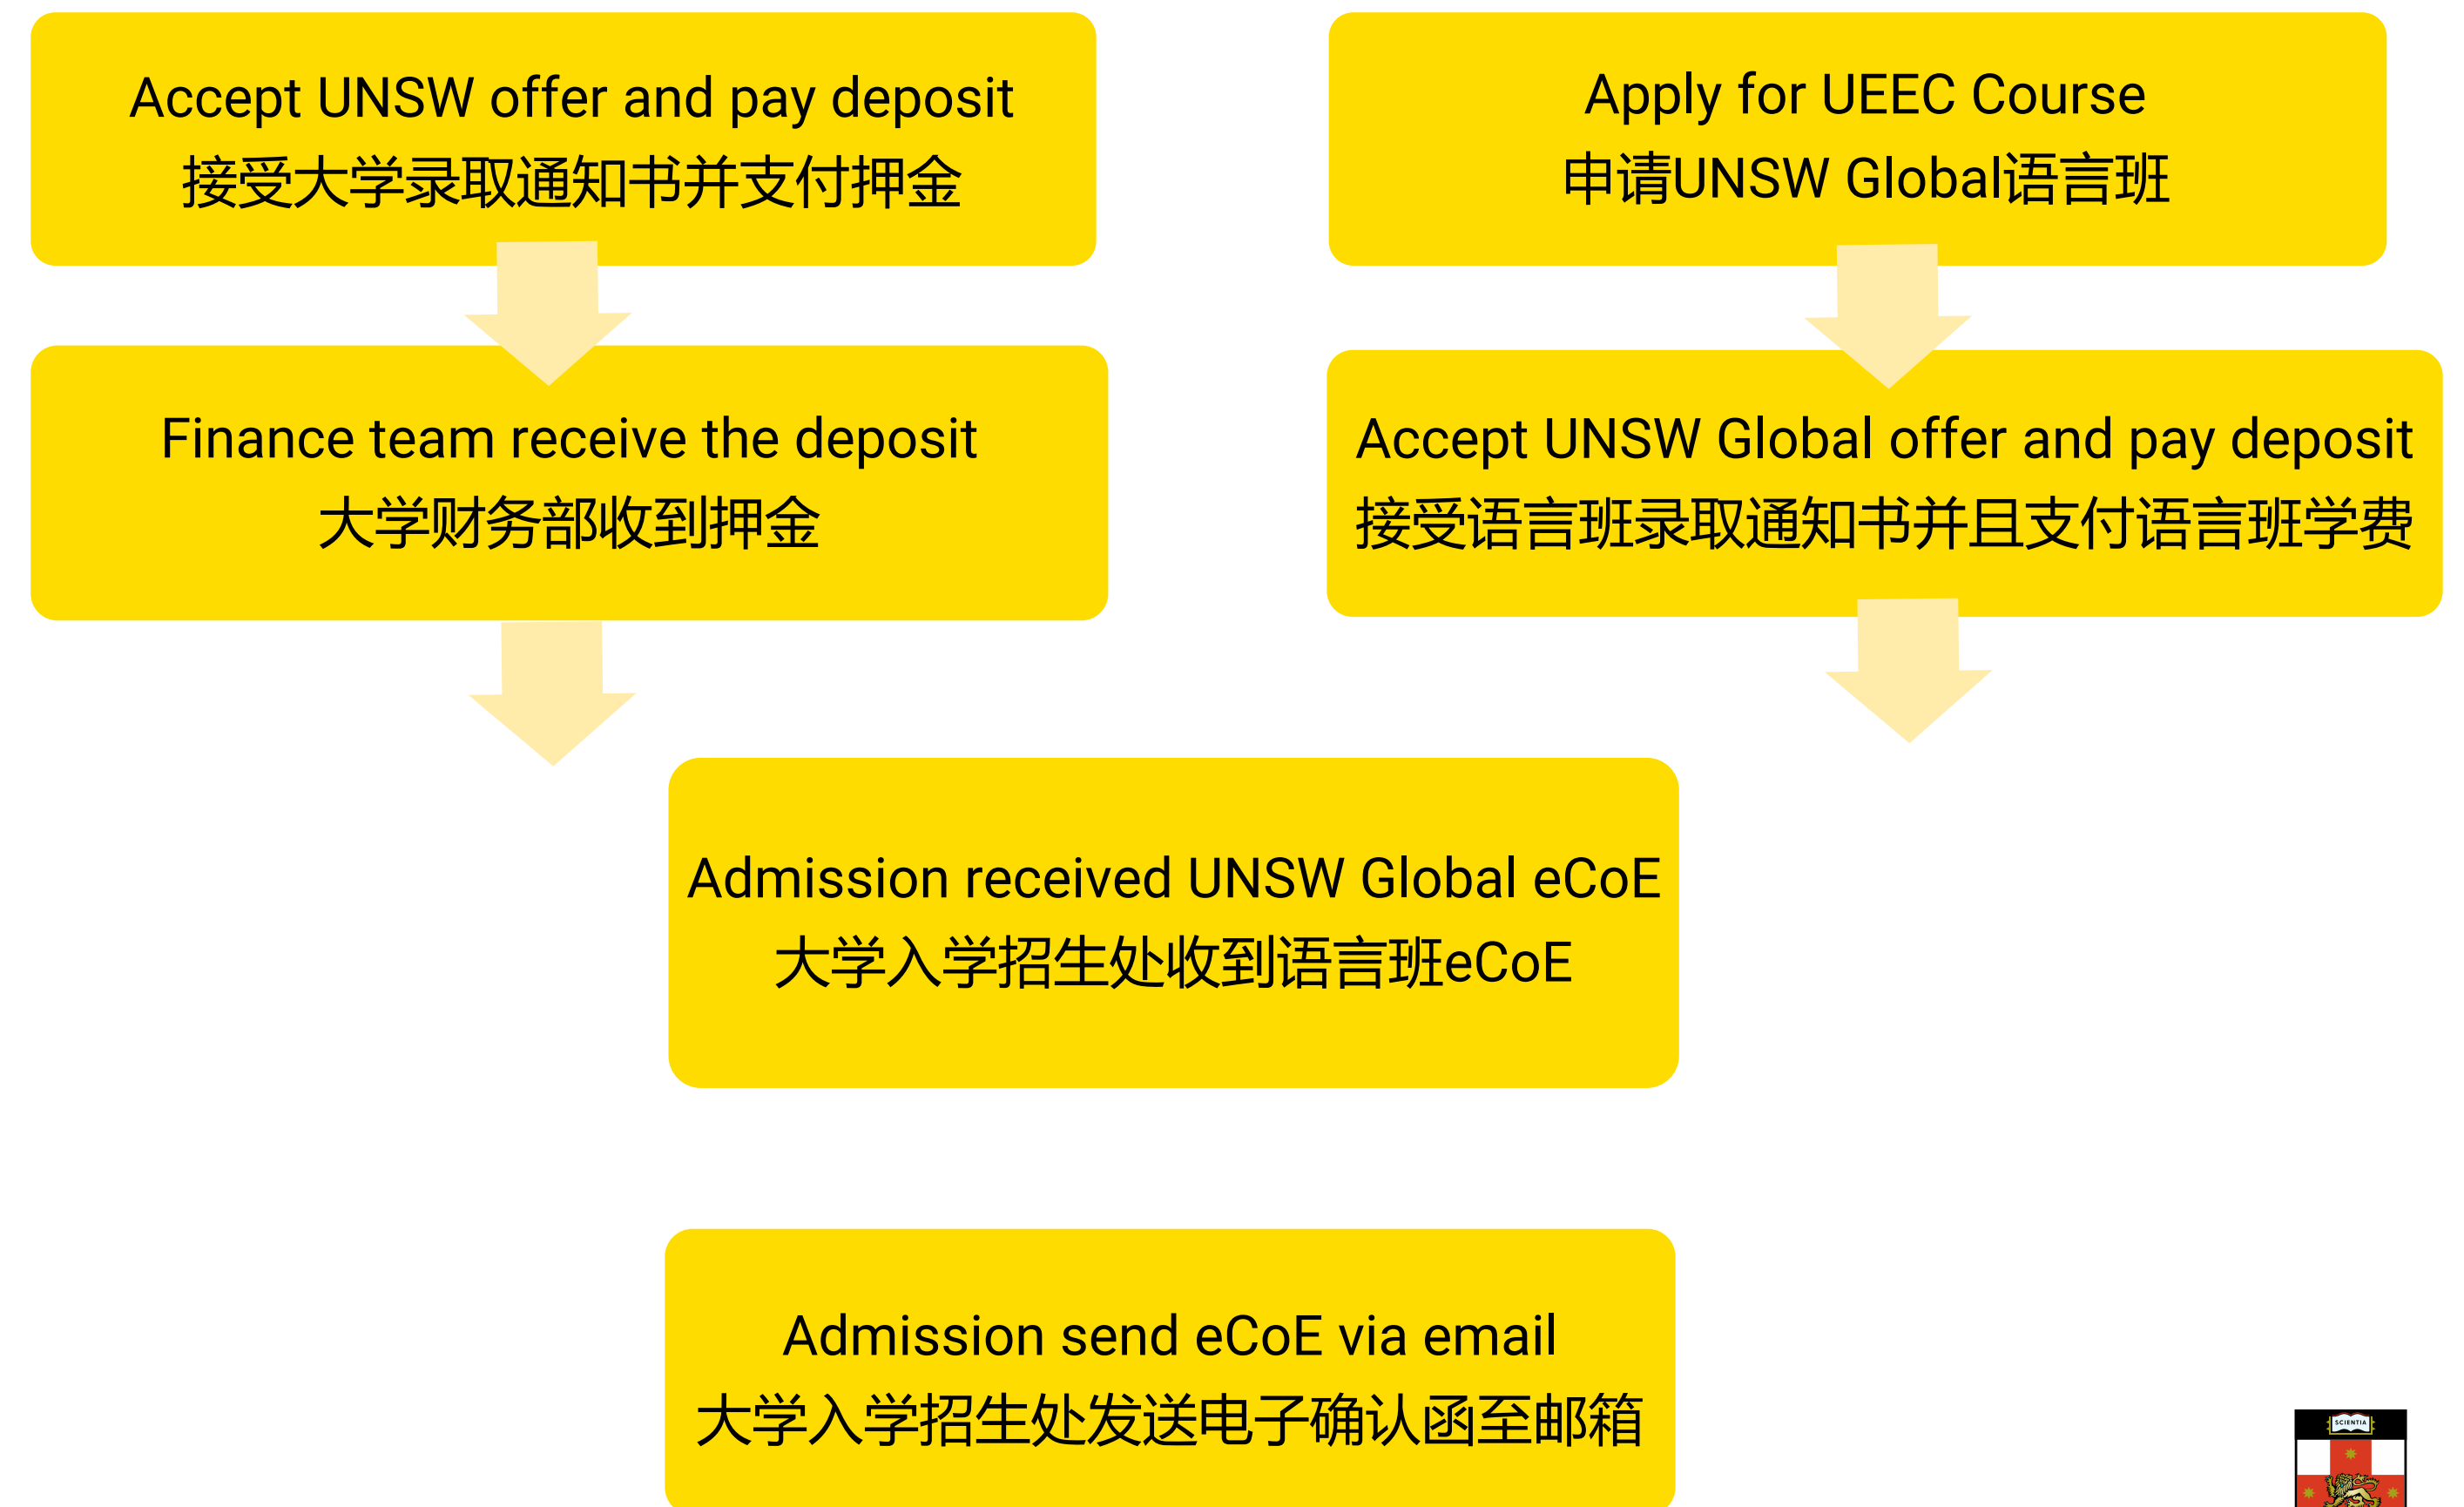 Accept UNSW offer and pay deposit
接受大学录取通知书并支付押金
Apply for UEEC Course
申请UNSW Global语言班
Finance team receive the deposit
大学财务部收到押金
Accept UNSW Global offer and pay deposit
接受语言班录取通知书并且支付语言班学费
Admission received UNSW Global eCoE
大学入学招生处收到语言班eCoE
Admission send eCoE via email
大学入学招生处发送电子确认函至邮箱
SCIENTIA